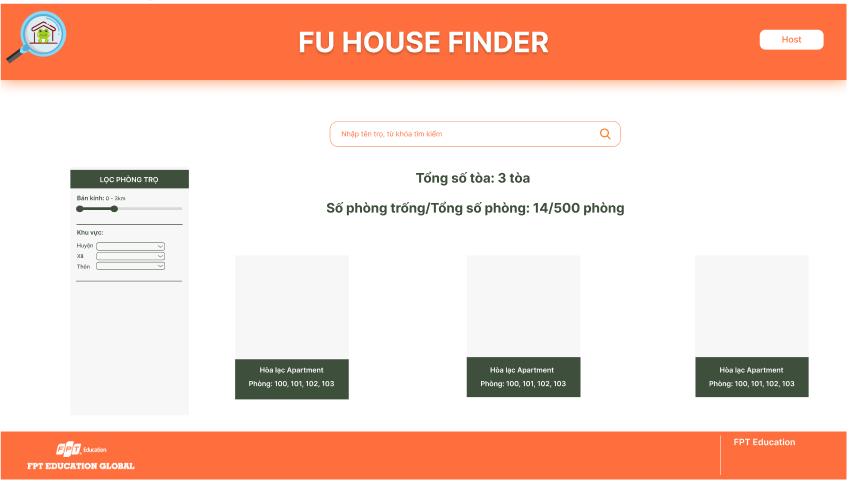 FU HOUSE FINDER
Host
Nhập tên trọ, từ khóa tìm kiếm
LỌC PHÒNG TRỌ
Bán kính: 0 - 3km
Khu vực:
Huyện
Xã
Thôn
Tổng số tòa: 3 tòa
Số phòng trống/Tổng số phòng: 14/500 phòng
Hòa lạc Apartment
Phòng: 100, 101, 102, 103
Hòa lạc Apartment
Phòng: 100, 101, 102, 103
Hòa lạc Apartment
Phòng: 100, 101, 102, 103
FPT Education
FPT EDUCATION GLOBAL
FPT Education